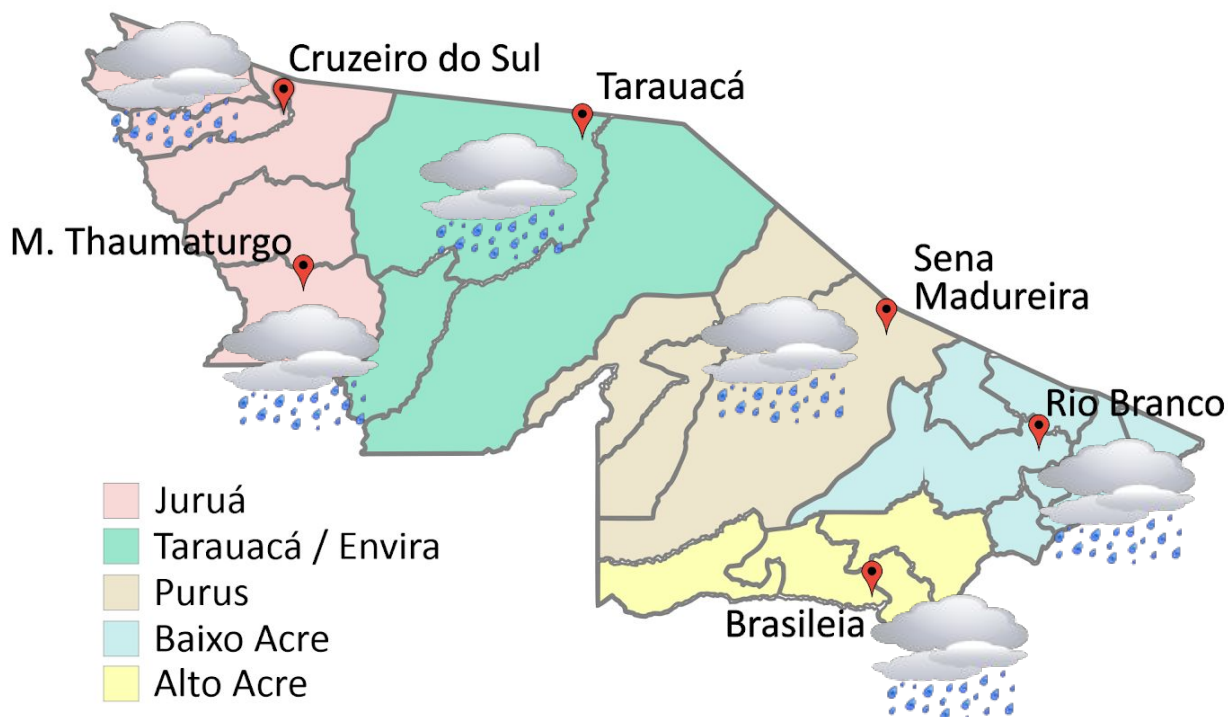 Cruzeiro do Sul
Tarauacá
M. Thaumaturgo
Sena
Madureira
Rio Branco
Brasileia
Juruá
Tarauacá / Envira
Purus
Baixo Acre
Alto Acre